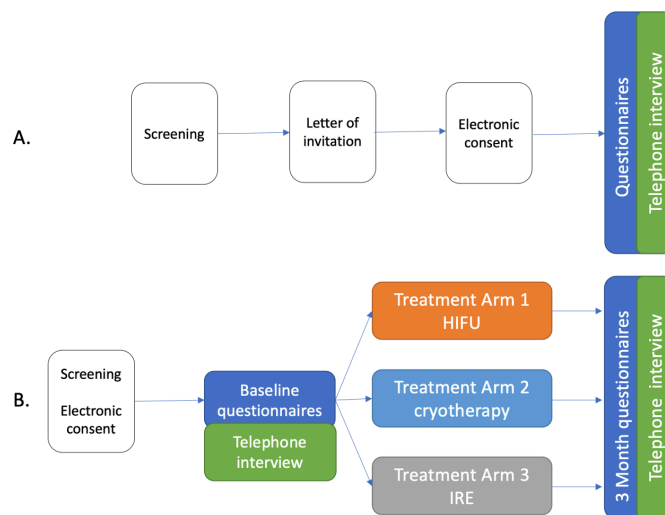 A.
Screening
Letter of
invitation
Electronic
consent
Questionnaires
Telephone interview
B.
Screening
Electronic
consent
Baseline
questionnaires
Telephone
interview
Treatment Arm 1
HIFU
Treatment Arm 2
cryotherapy
Treatment Arm 3
IRE
3 Month questionnaires
Telephone interview